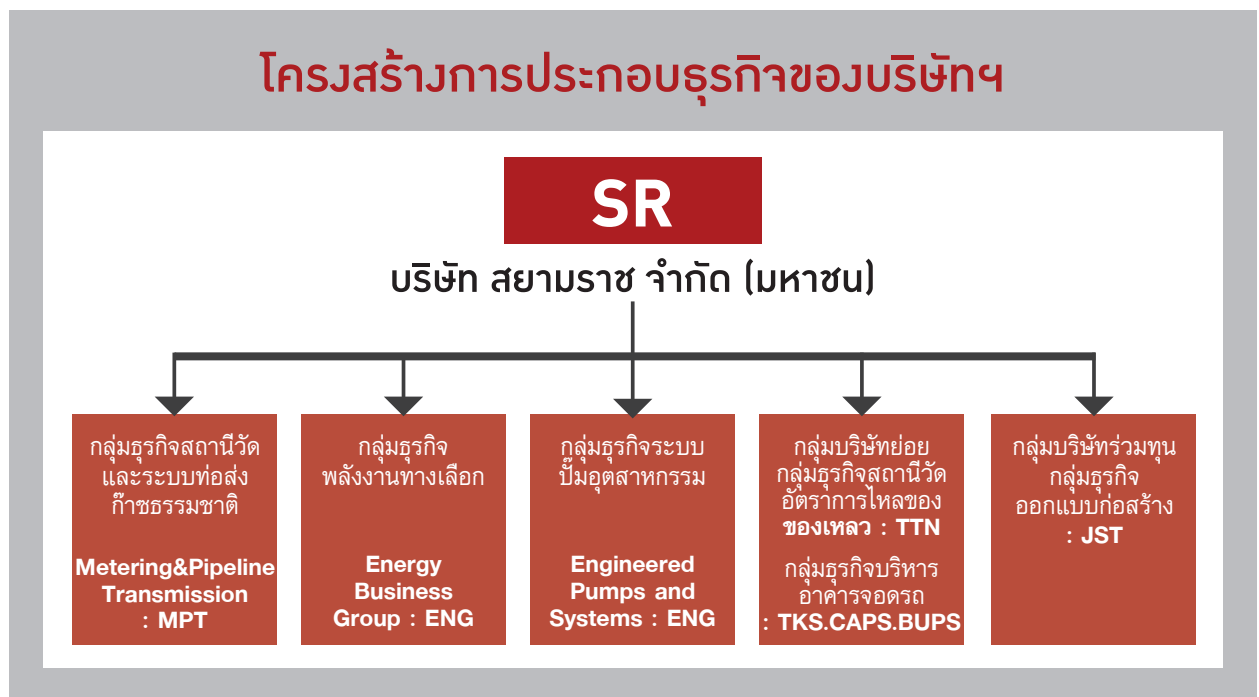 โครงสร้างการประกอบธุรกิจของบริษัทฯ
SR
บริษัท สยามราช จำกัด (มหาชน)
กลุ่มธุรกิจสถานีวัด
และระบบท่อส่ง
ก๊าซธรรมชาติ
Metering&Pipeline
Transmission
: MPT
กลุ่มธุรกิจ
พลังงานทางเลือก
Energy
Business
Group : ENG
กลุ่มธุรกิจระบบ
ปั๊มอุตสาหกรรม
Engineered
Pumps and
Systems : ENG
กลุ่มบริษัทย่อย
กลุ่มธุรกิจสถานีวัด
อัตราการไหลของ
ของเหลว : TTN
กลุ่มธุรกิจบริหาร
อาคารจอดรถ
: TKS.CAPS.BUPS
กลุ่มบริษัทร่วมทุน
กลุ่มธุรกิจ
ออกแบบก่อสร้าง
: JST